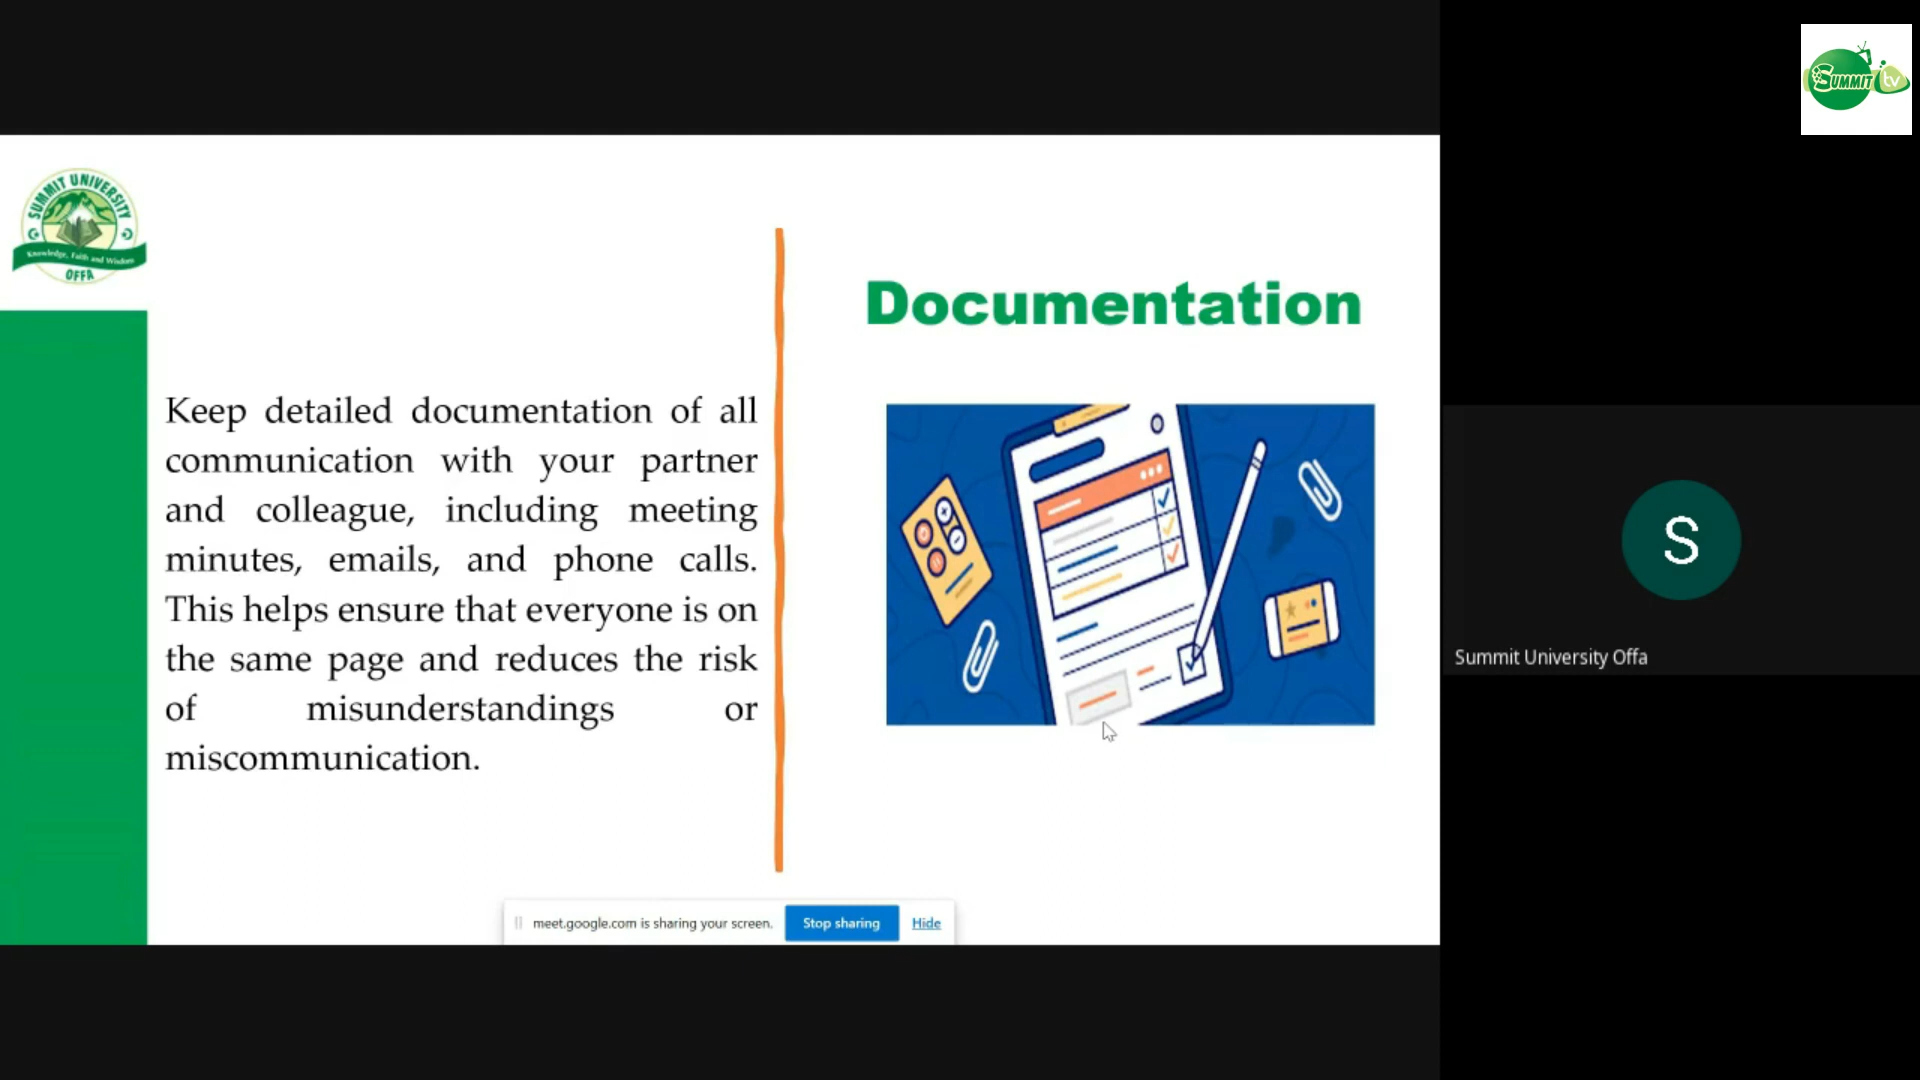 SUMMIT tv
SUMMIT UNIVERSITY
Knowledge, Faith and Wisdom
OFFA
Documentation
Keep detailed documentation of all
communication with your partner
and colleague, including meeting
minutes, emails, and phone calls.
This helps ensure that everyone is on
the same page and reduces the risk
of misunderstandings or
miscommunication.
S
Summit University Offa
meet.google.com is sharing your screen. Stop sharing Hide